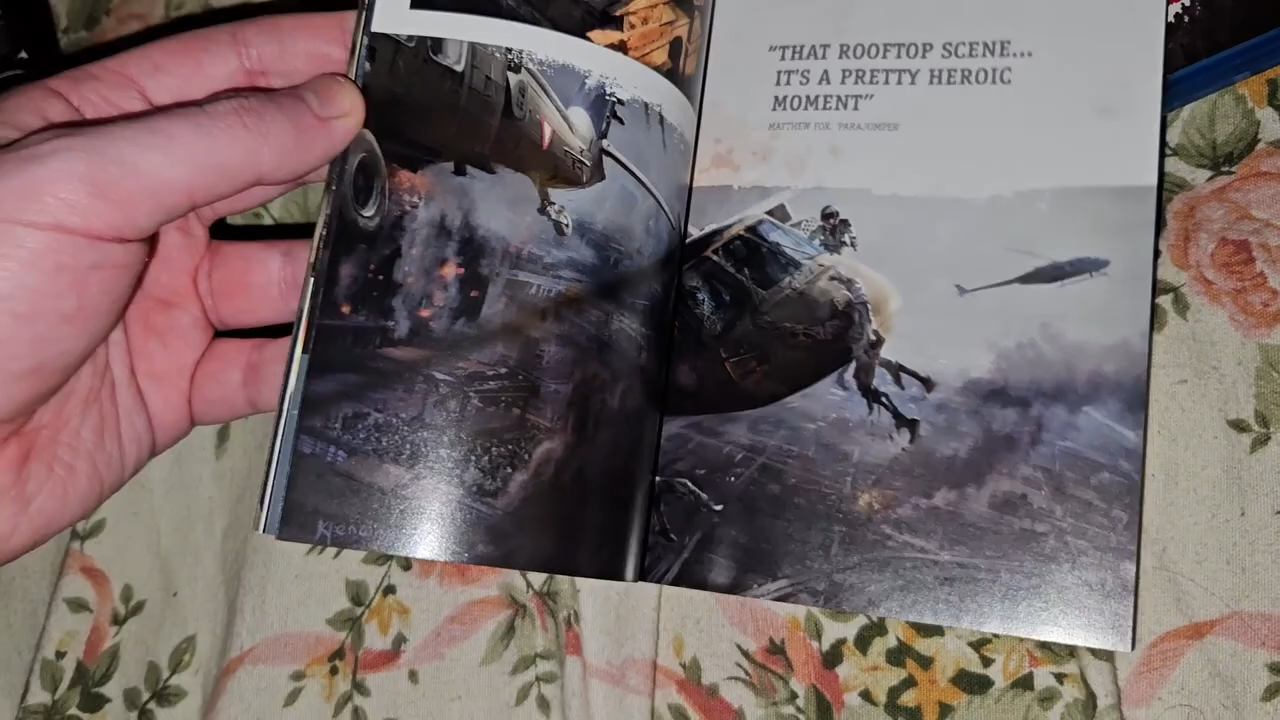 "THAT ROOFTOP SCENE...
IT'S A PRETTY HEROIC
MOMENT"
MATTHEW FOX 'PARAJUMPER'